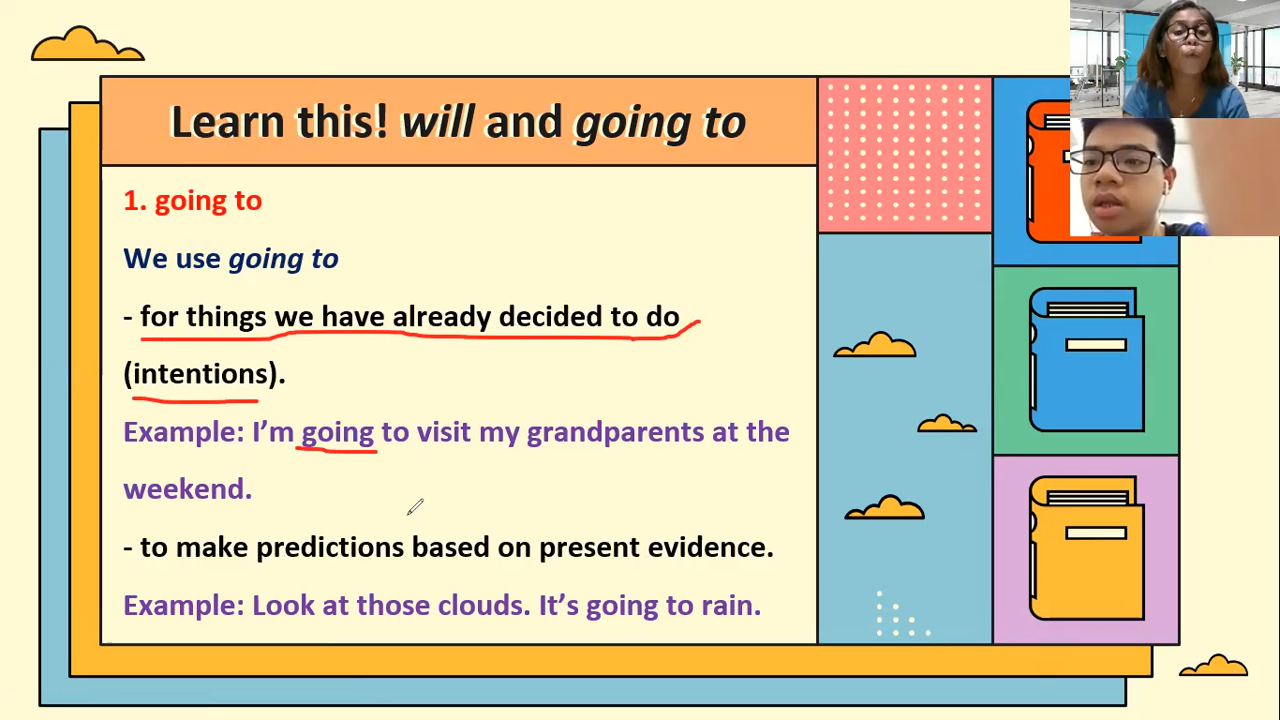 Learn this! will and going to
1. going to
We use going to
- for things we have already decided to do
(intentions).
Example: I’m going to visit my grandparents at the
weekend.
- to make predictions based on present evidence.
Example: Look at those clouds. It’s going to rain.